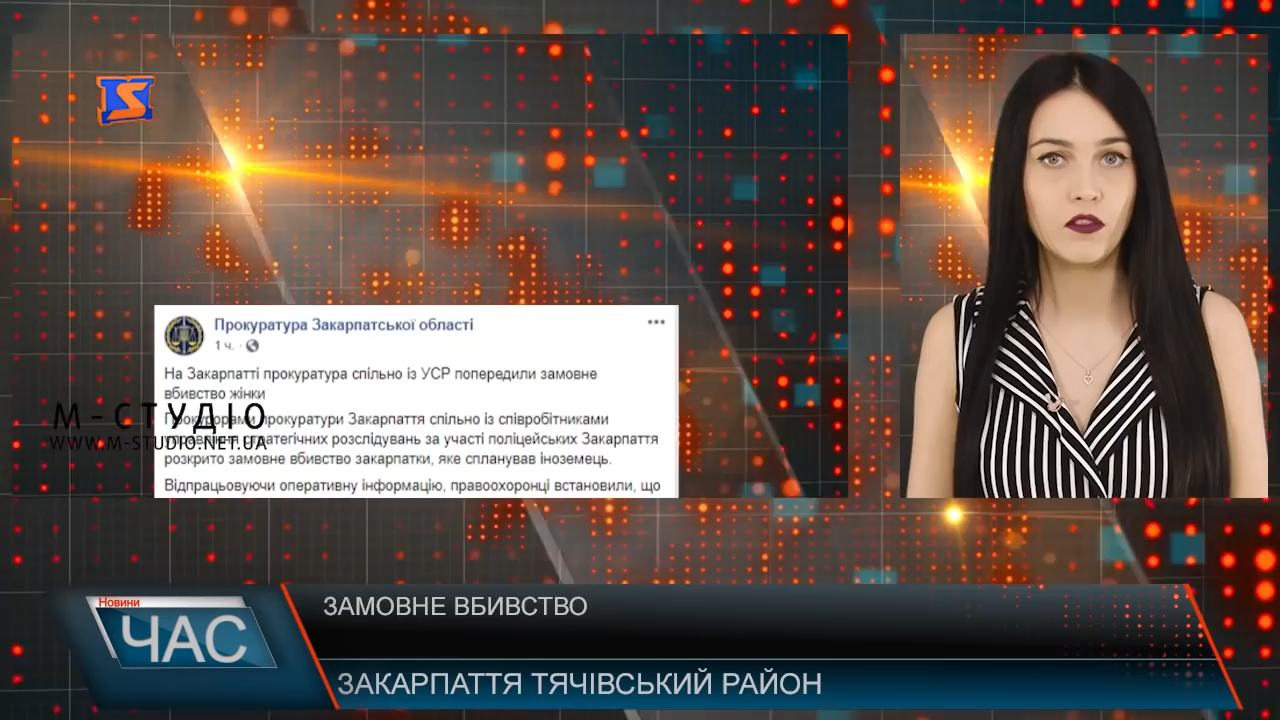 Прокуратура Закарпатської області
1 ч. ·
На Закарпатті прокуратура спільно із УСР попередили замовне
вбивство жінки
Прокурорами прокуратури Закарпаття спільно із співробітниками
стратегічних розслідувань за участі поліцейських Закарпаття
розкрито замовне вбивство закарпатки, яке спланував іноземець.
Відпрацьовуючи оперативну інформацію, правоохоронці встановили, що
М-СТУДІО
WWW.M-STUDIO.NET.UA
Новини
ЧАС
ЗАМОВНЕ ВБИВСТВО
ЗАКАРПАТТЯ ТЯЧІВСЬКИЙ РАЙОН